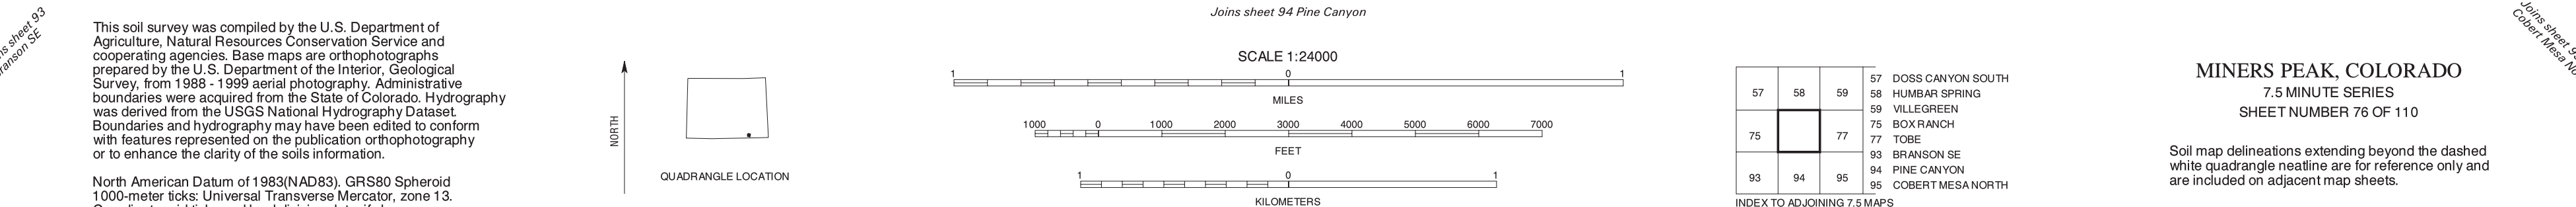 Joins sheet 94 Pine Canyon
sheet 93
SE
Joins sheet
Cobert Mesa
This soil survey was compiled by the U.S. Department of
Agriculture, Natural Resources Conservation Service and
cooperating agencies. Base maps are orthophotographs
prepared by the U.S. Department of the Interior, Geological
Survey, from 1988 - 1999 aerial photography. Administrative
boundaries were acquired from the State of Colorado. Hydrography
was derived from the USGS National Hydrography Dataset.
Boundaries and hydrography may have been edited to conform
with features represented on the publication orthophotography
or to enhance the clarity of the soils information.
North American Datum of 1983(NAD83). GRS80 Spheroid
1000-meter ticks: Universal Transverse Mercator, zone 13.
NORTH
QUADRANGLE LOCATION
SCALE 1:24000
1 0 1
MILES
1000 0 1000 2000 3000 4000 5000 6000 7000
FEET
1 0 1
KILOMETERS
57 58 59
75 77
93 94 95
57 DOSS CANYON SOUTH
58 HUMBAR SPRING
59 VILLEGREEN
75 BOX RANCH
77 TOBE
93 BRANSON SE
94 PINE CANYON
95 COBERT MESA NORTH
INDEX TO ADJOINING 7.5 MAPS
MINERS PEAK, COLORADO
7.5 MINUTE SERIES
SHEET NUMBER 76 OF 110
Soil map delineations extending beyond the dashed
white quadrangle neatline are for reference only and
are included on adjacent map sheets.